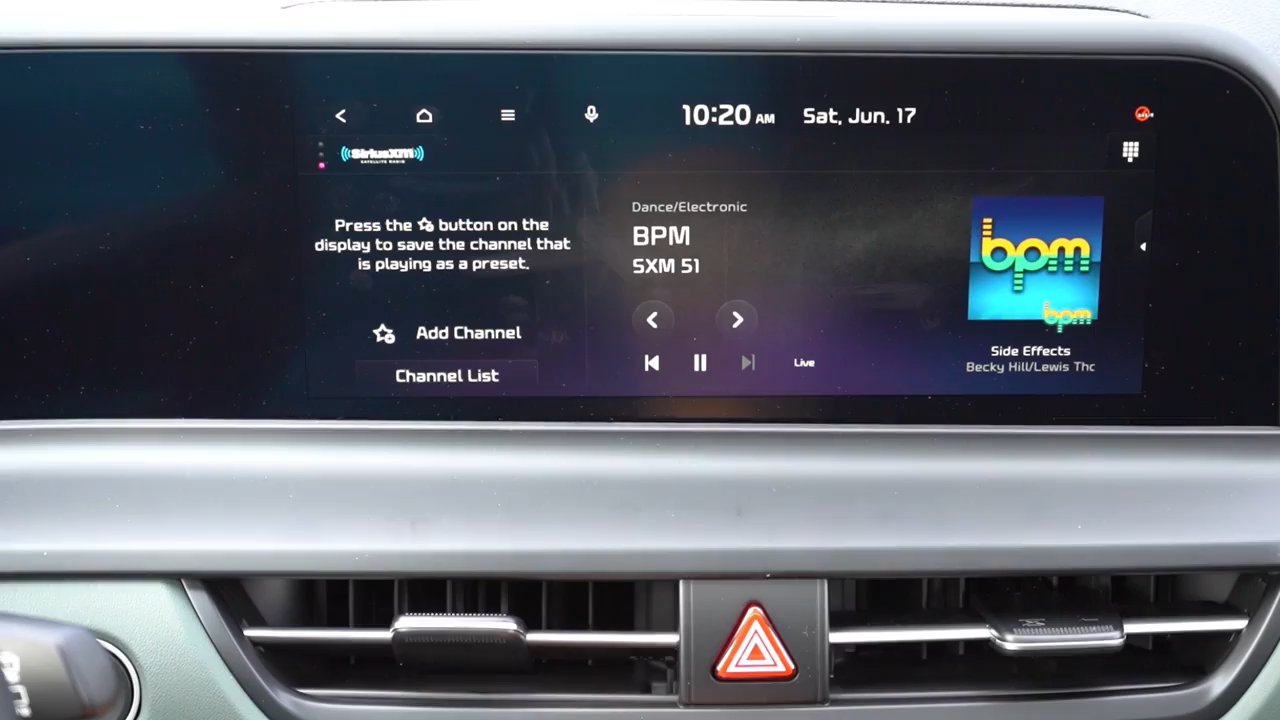 10:20 AM Sat, Jun. 17
SiriusXM
SATELLITE RADIO
Press the button on the
display to save the channel that
is playing as a preset.
Add Channel
Channel List
Dance/Electronic
BPM
SXM 51
Live
bpm
bpm
Side Effects
Becky Hill/Lewis Tho